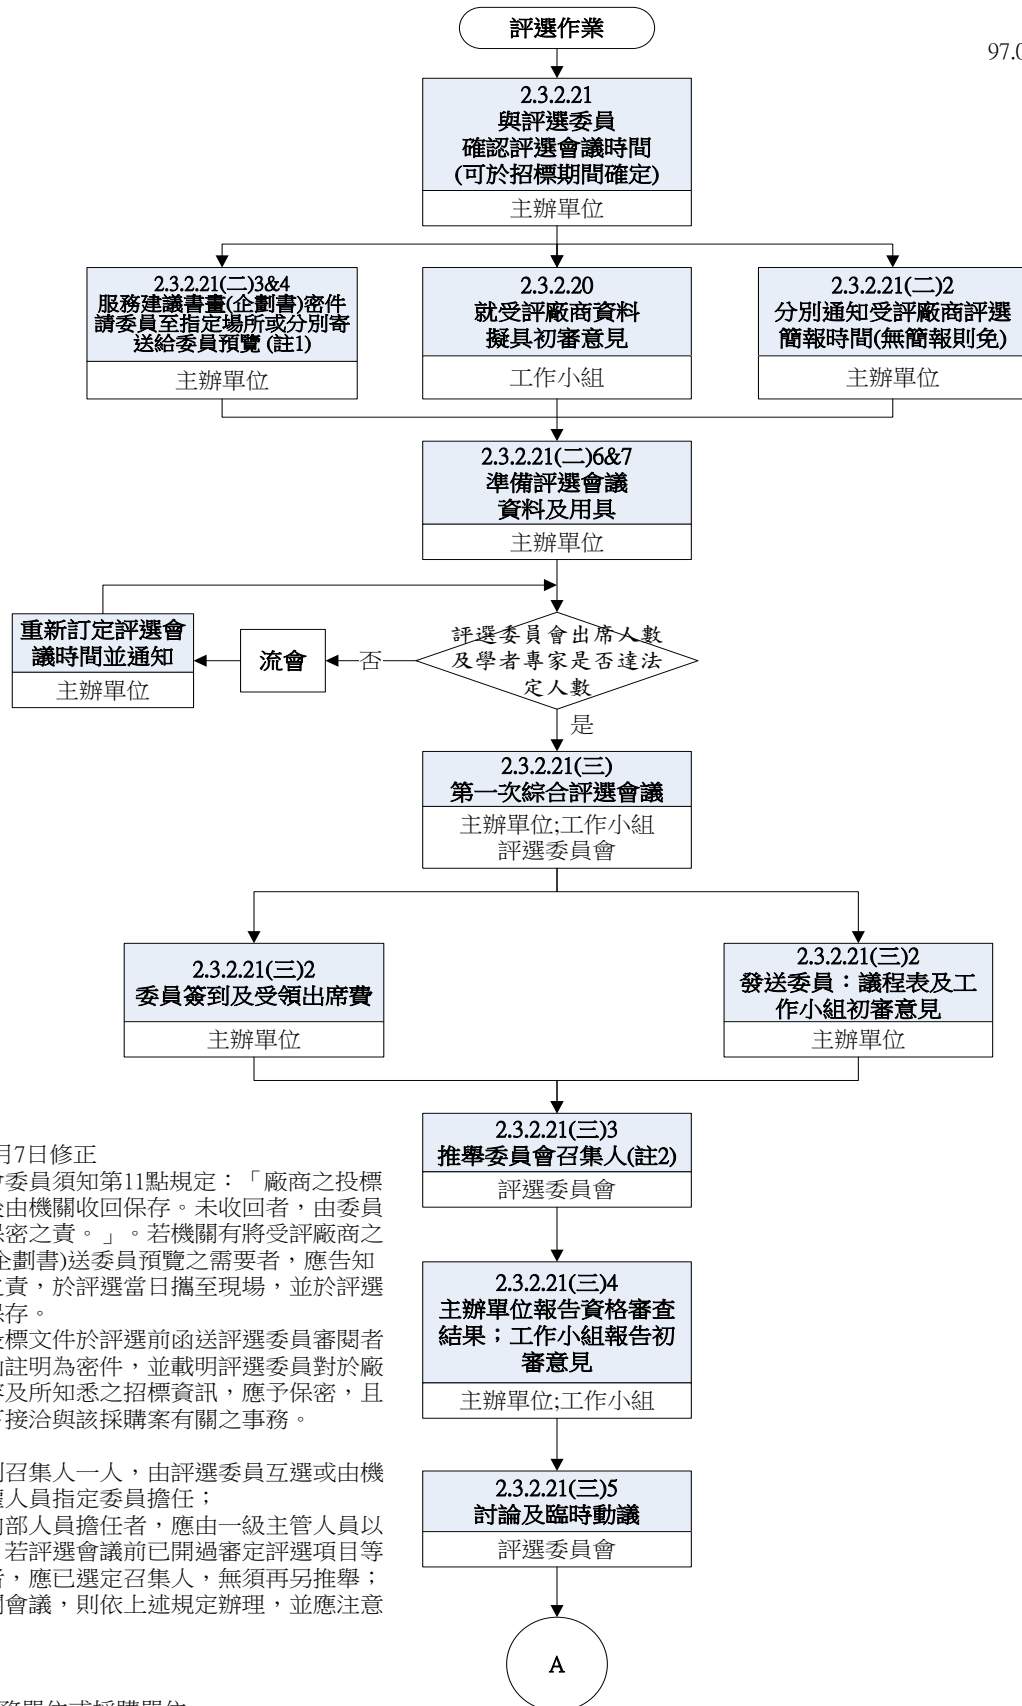 評選作業
97.0
2.3.2.21
與評選委員
確認評選會議時間
(可於招標期間確定)
主辦單位
2.3.2.21(二)3&4
服務建議書畫(企劃書)密件
請委員至指定場所或分別寄
送給委員預覽 (註1)
主辦單位
2.3.2.20
就受評廠商資料
擬具初審意見
工作小組
2.3.2.21(二)2
分別通知受評廠商評選
簡報時間(無簡報則免)
主辦單位
2.3.2.21(二)6&7
準備評選會議
資料及用具
主辦單位
評選委員會出席人數
及學者專家是否達法
定人數
否
流會
重新訂定評選會
議時間並通知
主辦單位
是
2.3.2.21(三)
第一次綜合評選會議
主辦單位;工作小組
評選委員會
2.3.2.21(三)2
委員簽到及受領出席費
主辦單位
2.3.2.21(三)2
發送委員：議程表及工
作小組初審意見
主辦單位
2.3.2.21(三)3
推舉委員會召集人(註2)
評選委員會
2.3.2.21(三)4
主辦單位報告資格審查
結果；工作小組報告初
審意見
主辦單位;工作小組
2.3.2.21(三)5
討論及臨時動議
評選委員會
A
月7日修正
會委員須知第11點規定：「廠商之投標
後由機關收回保存。未收回者，由委員
保密之責。」。若機關有將受評廠商之
企劃書)送委員預覽之需要者，應告知
之責，於評選當日攜至現場，並於評選
保存。
投標文件於評選前函送評選委員審閱者
函註明為密件，並載明評選委員對於廠
容及所知悉之招標資訊，應予保密，且
下接洽與該採購案有關之事務。
別召集人一人，由評選委員互選或由機
權人員指定委員擔任；
內部人員擔任者，應由一級主管人員以
若評選會議前已開過審定評選項目等
者，應已選定召集人，無須再另推舉；
開會議，則依上述規定辦理，並應注意
務單位或採購單位